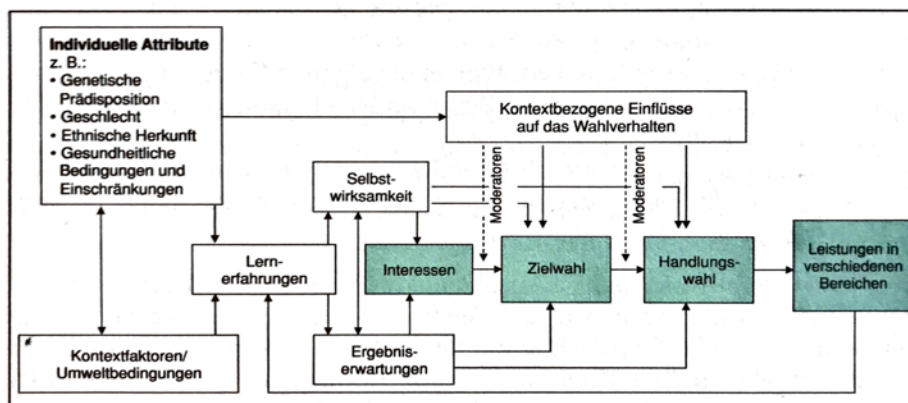 Individuelle Attribute
z. B.:
• Genetische
Prädisposition
• Geschlecht
• Ethnische Herkunft
• Gesundheitliche
Bedingungen und
Einschränkungen
Kontextbezogene Einflüsse
auf das Wahlverhalten
Moderatoren
Moderatoren
Selbst-
wirksamkeit
Lern-
erfahrungen
Interessen
Zielwahl
Handlungs-
wahl
Leistungen in
verschiedenen
Bereichen
Kontextfaktoren/
Umweltbedingungen
Ergebnis-
erwartungen